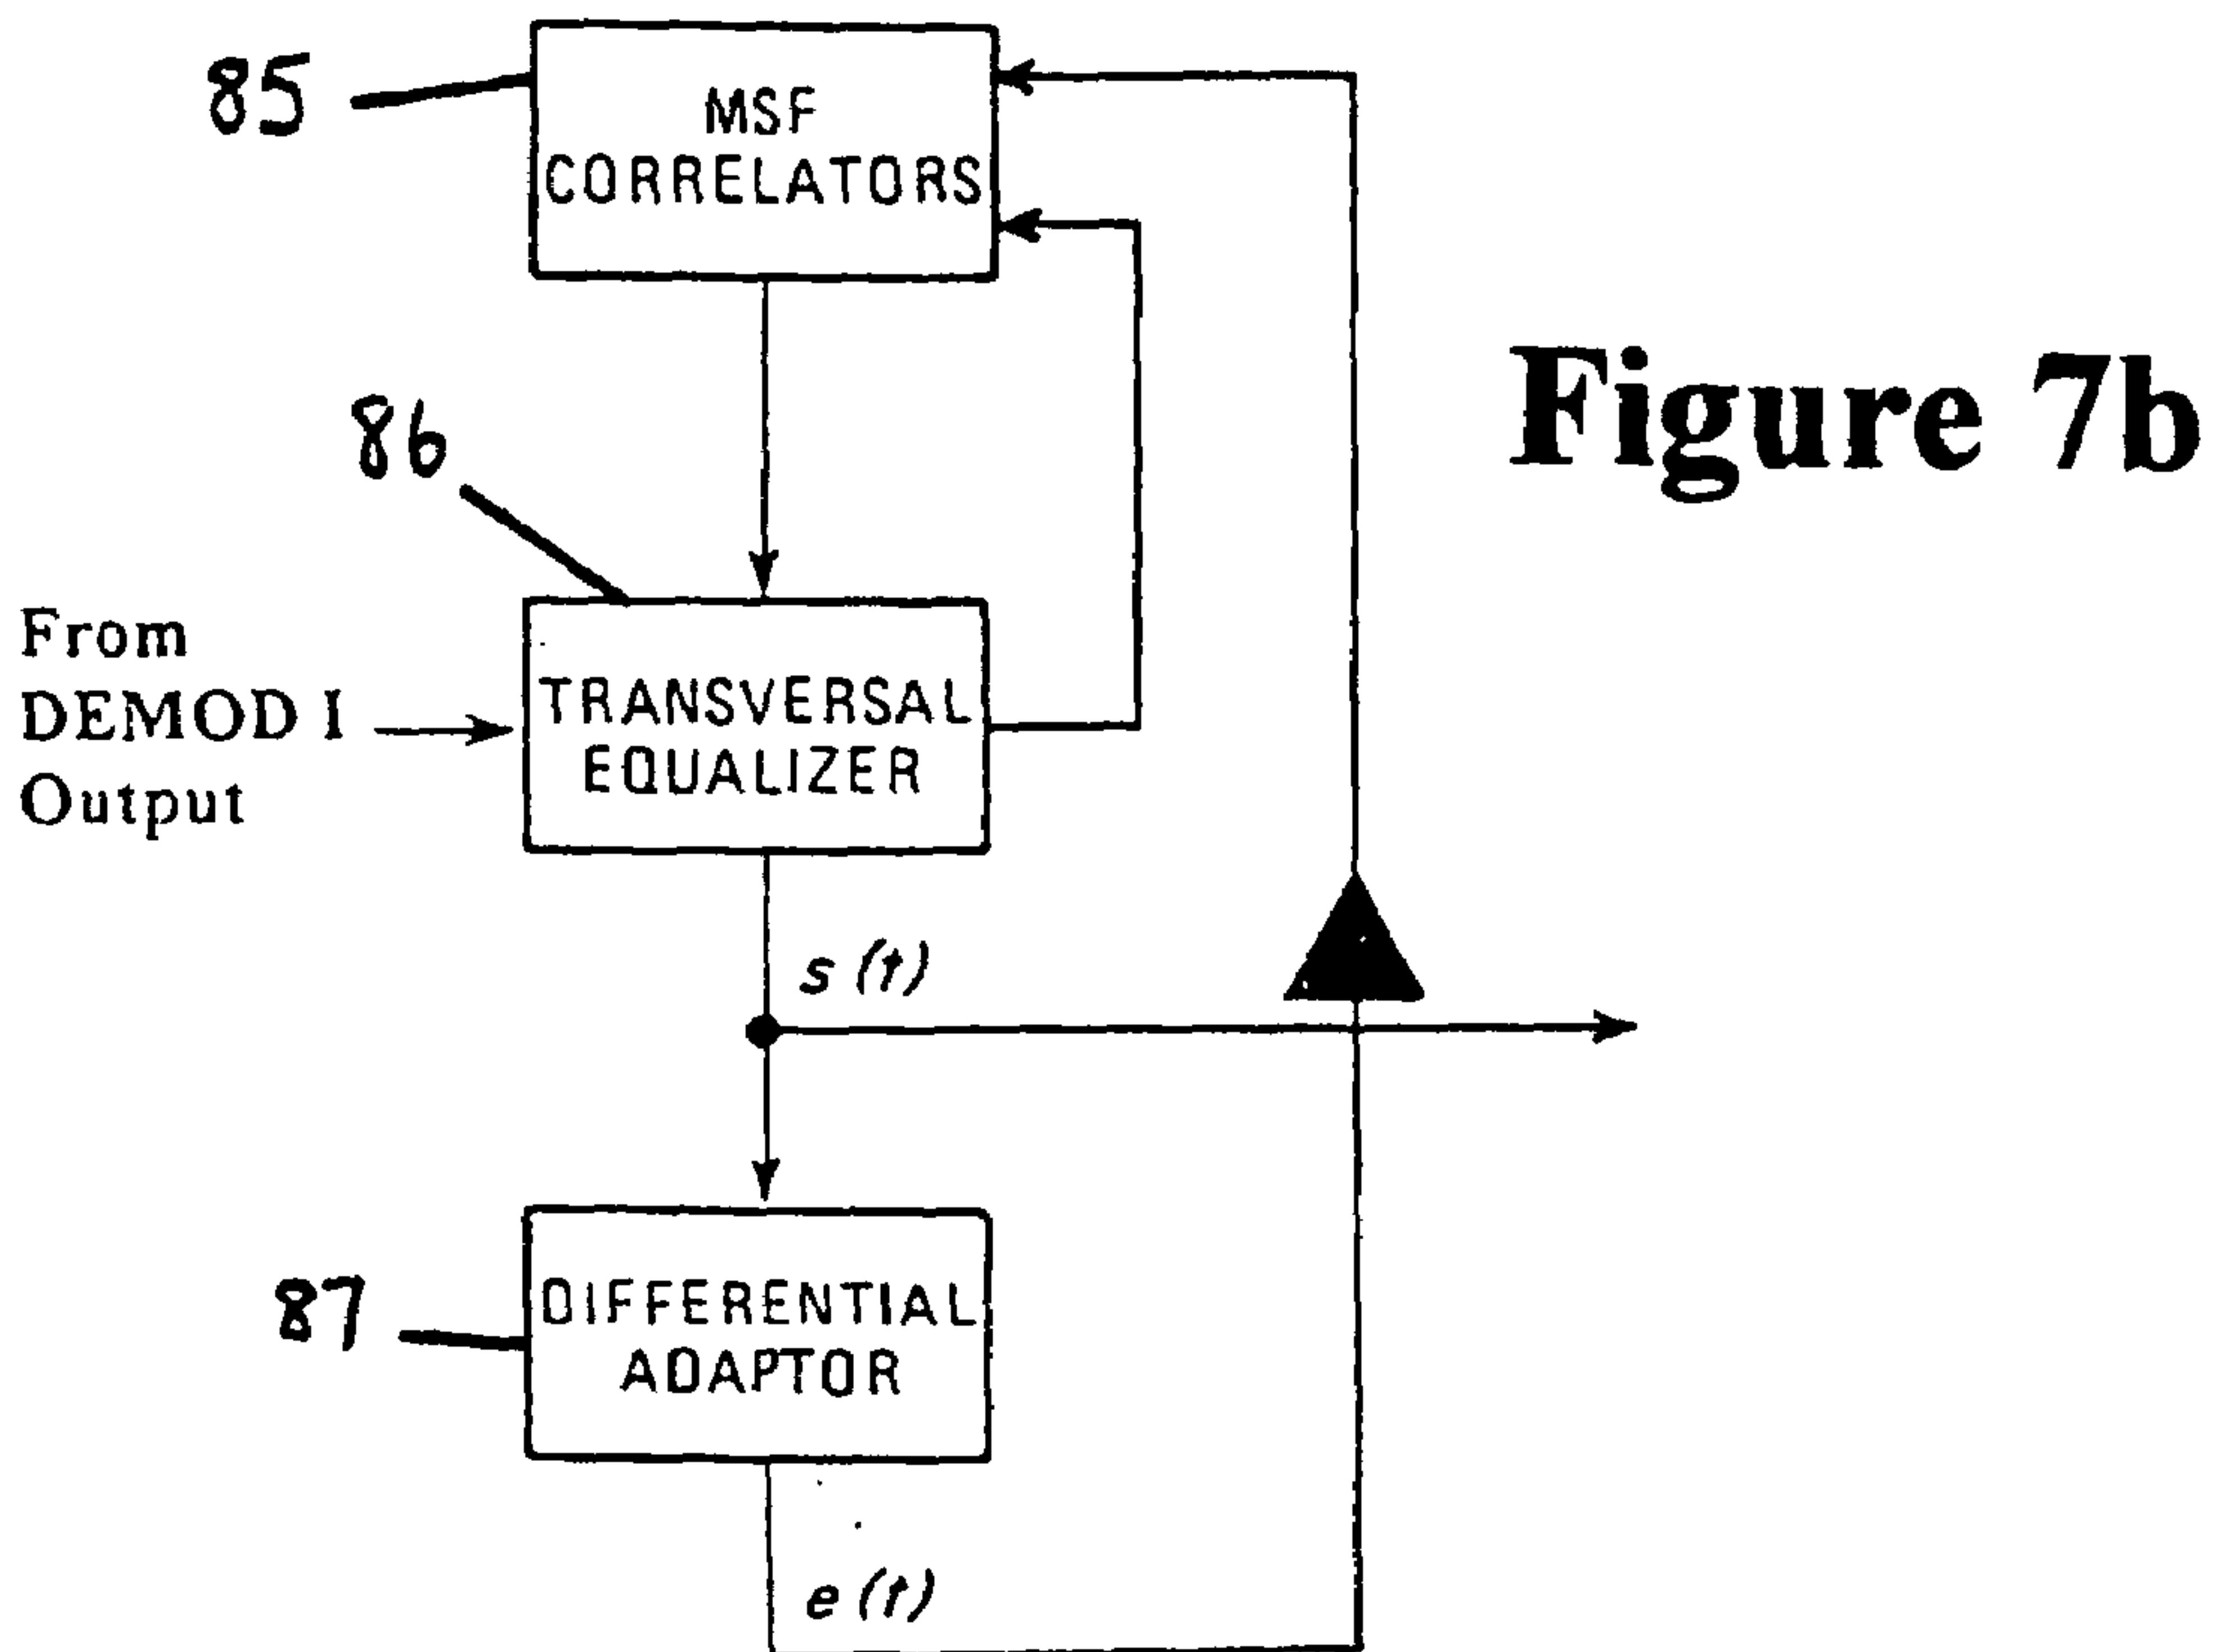 85
MSF
CORRELATORS
Figure 7b
86
From
DEMOD I
Output
TRANSVERSAL
EQUALIZER
s(t)
87
DIFFERENTIAL
ADAPTOR
e(t)